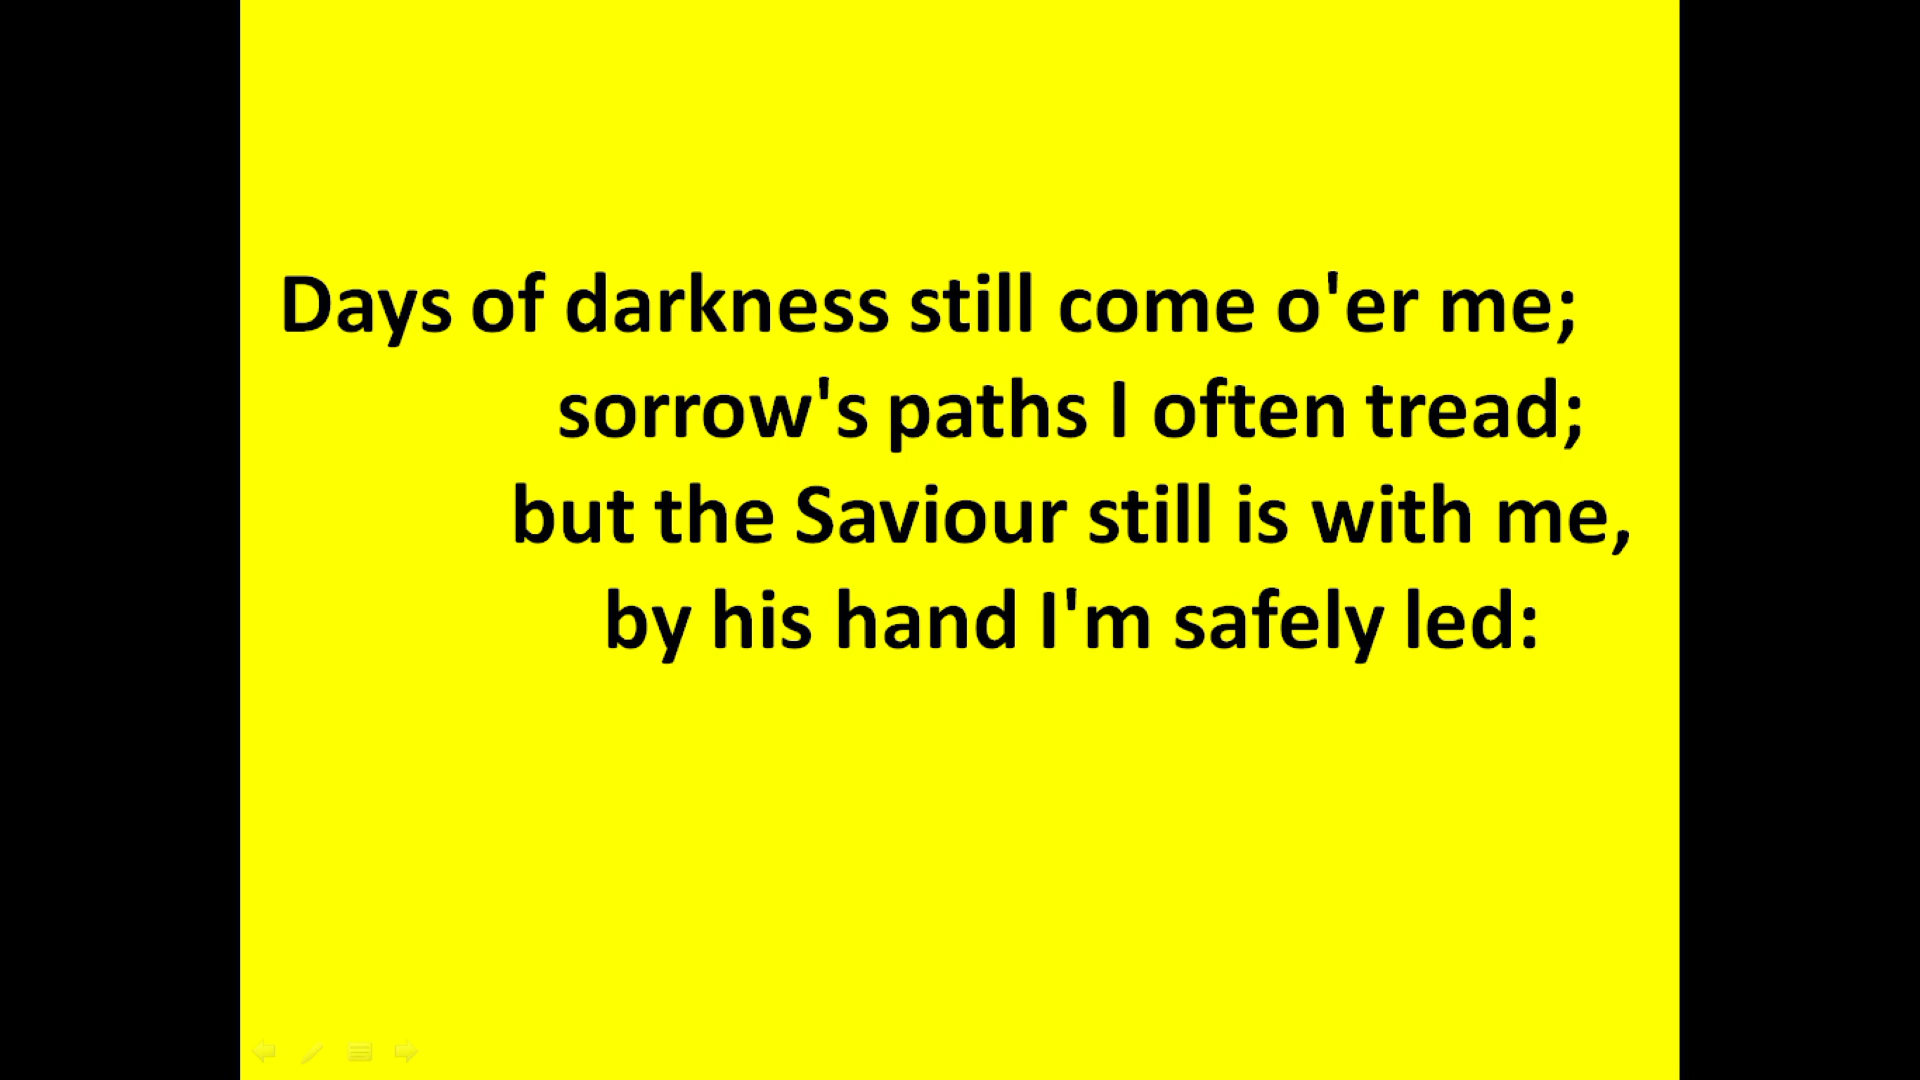 Days of darkness still come o'er me;
sorrow's paths I often tread;
but the Saviour still is with me,
by his hand I'm safely led: